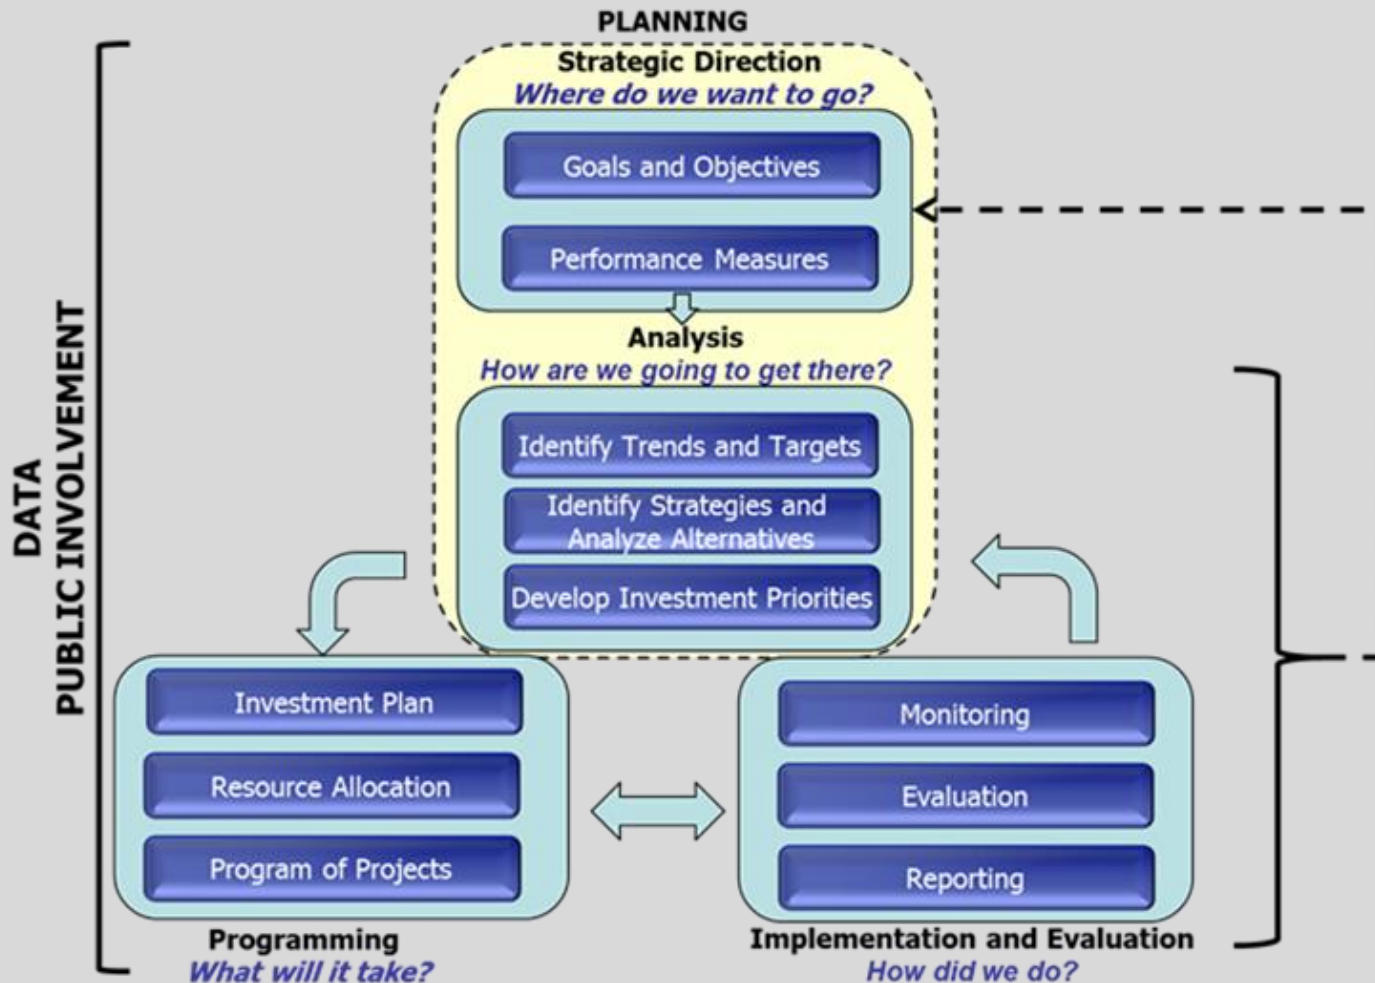 PLANNING
Strategic Direction
Where do we want to go?
Goals and Objectives
Performance Measures
Analysis
How are we going to get there?
Identify Trends and Targets
Identify Strategies and
Analyze Alternatives
Develop Investment Priorities
DATA
PUBLIC INVOLVEMENT
Investment Plan
Resource Allocation
Program of Projects
Programming
What will it take?
Monitoring
Evaluation
Reporting
Implementation and Evaluation
How did we do?